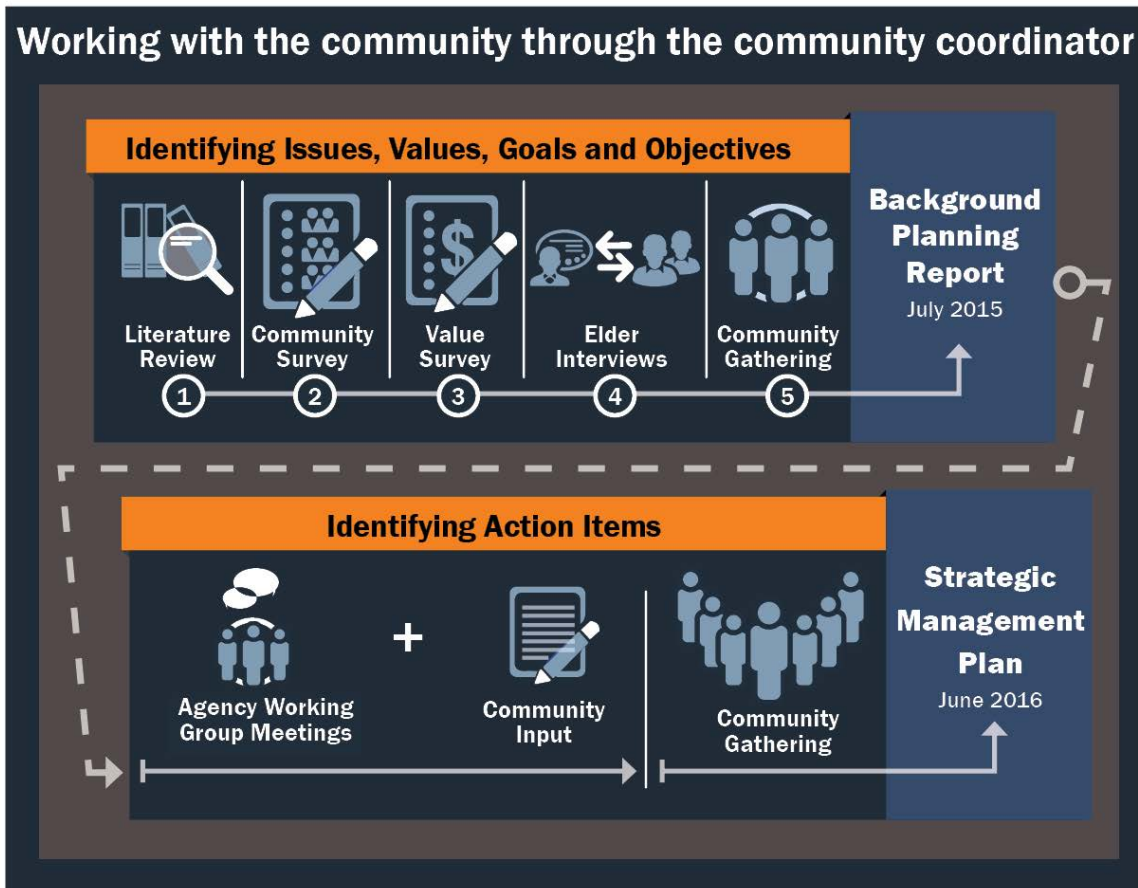 Working with the community through the community coordinator
Identifying Issues, Values, Goals and Objectives
Literature
Review
1
Community
Survey
2
$
Value
Survey
3
Elder
Interviews
4
Community
Gathering
5
Background
Planning
Report
July 2015
Identifying Action Items
Agency Working
Group Meetings
+
Community
Input
Community
Gathering
Strategic
Management
Plan
June 2016